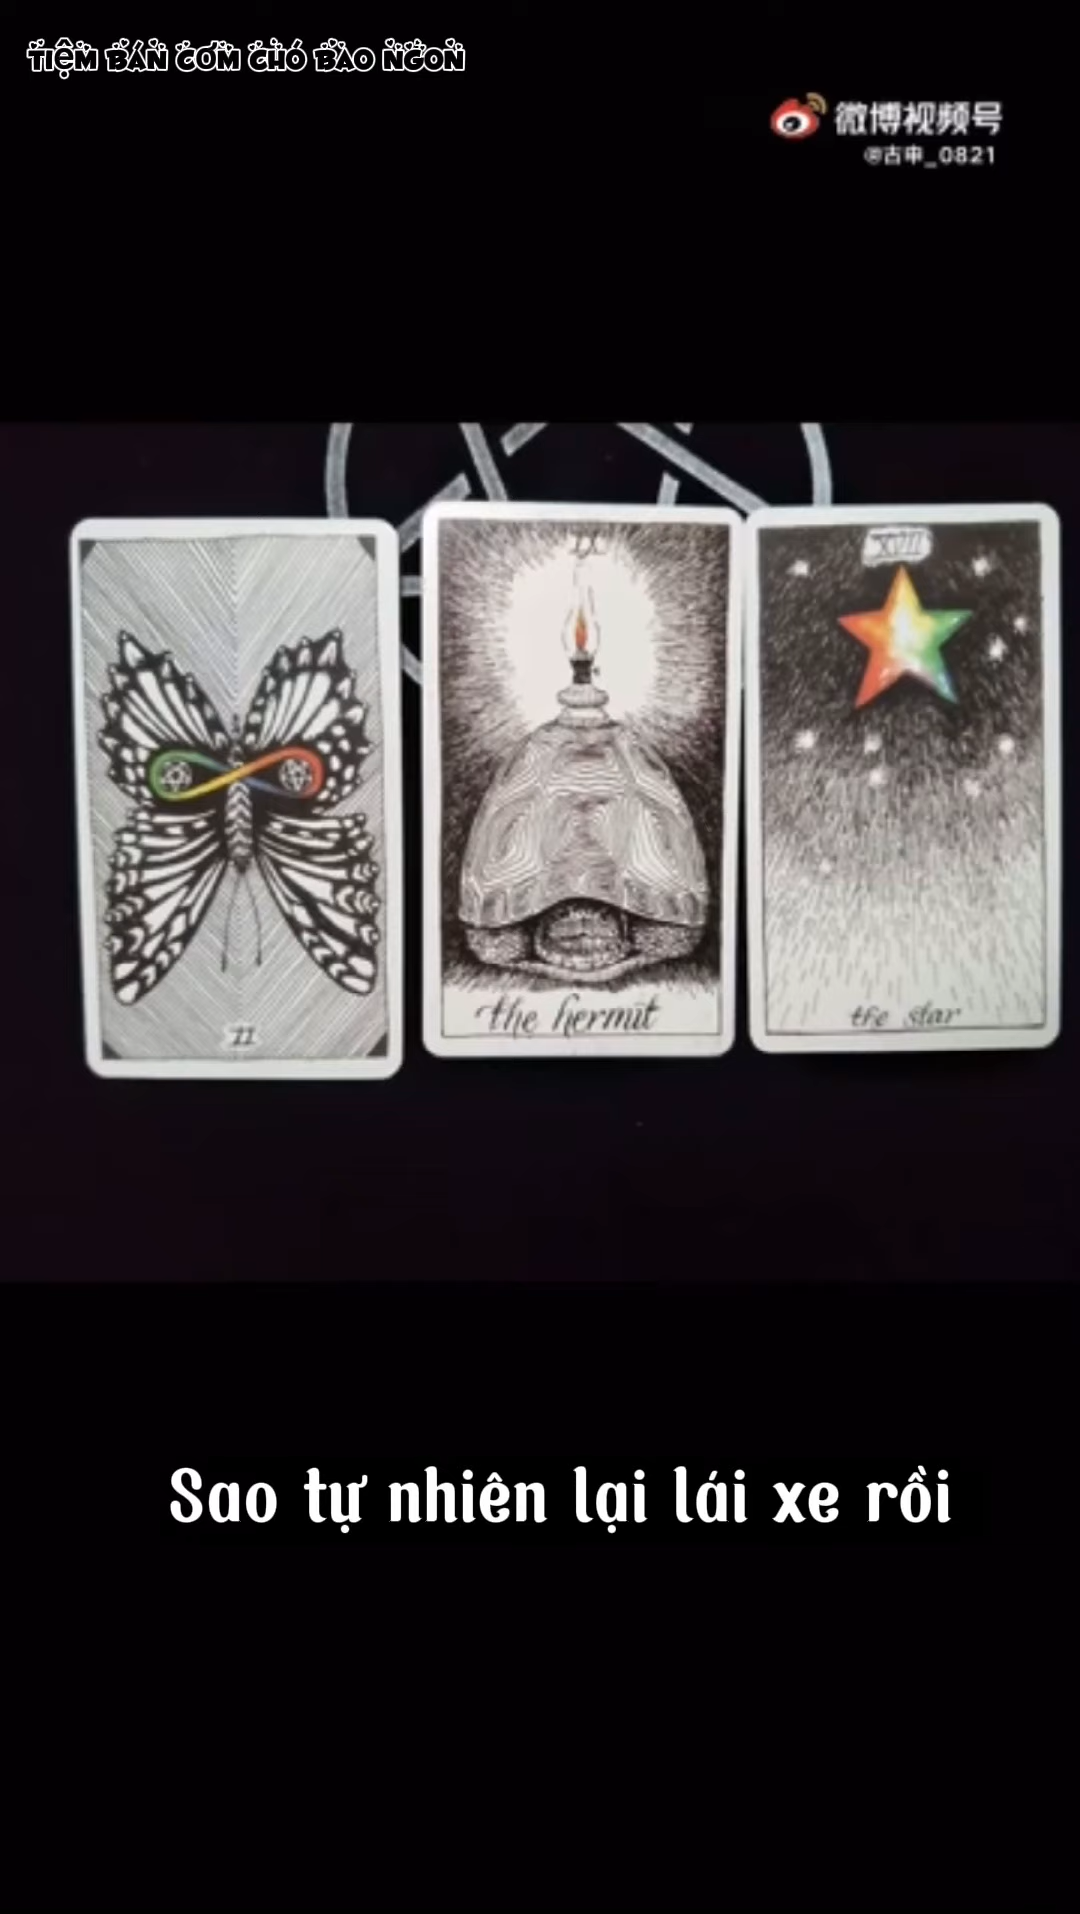 TIỆM BÁN CƠM CHÓ BAO NGON
微博视频号
@古申_0821
IX
XVII
II
the hermit
the star
Sao tự nhiên lại lái xe rồi